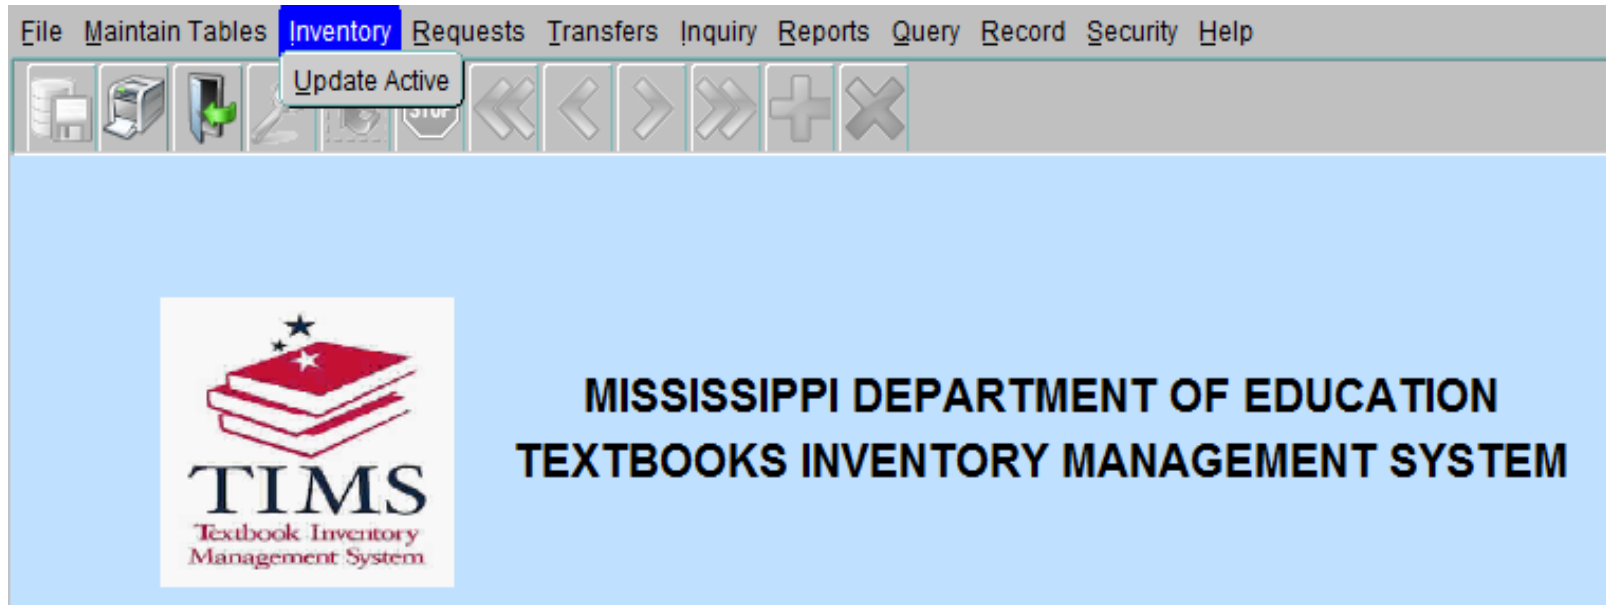 File Maintain Tables Inventory Requests Transfers Inquiry Reports Query Record Security Help
Update Active
STOP
MISSISSIPPI DEPARTMENT OF EDUCATION
TEXTBOOKS INVENTORY MANAGEMENT SYSTEM
TIMS
Textbook Inventory
Management System